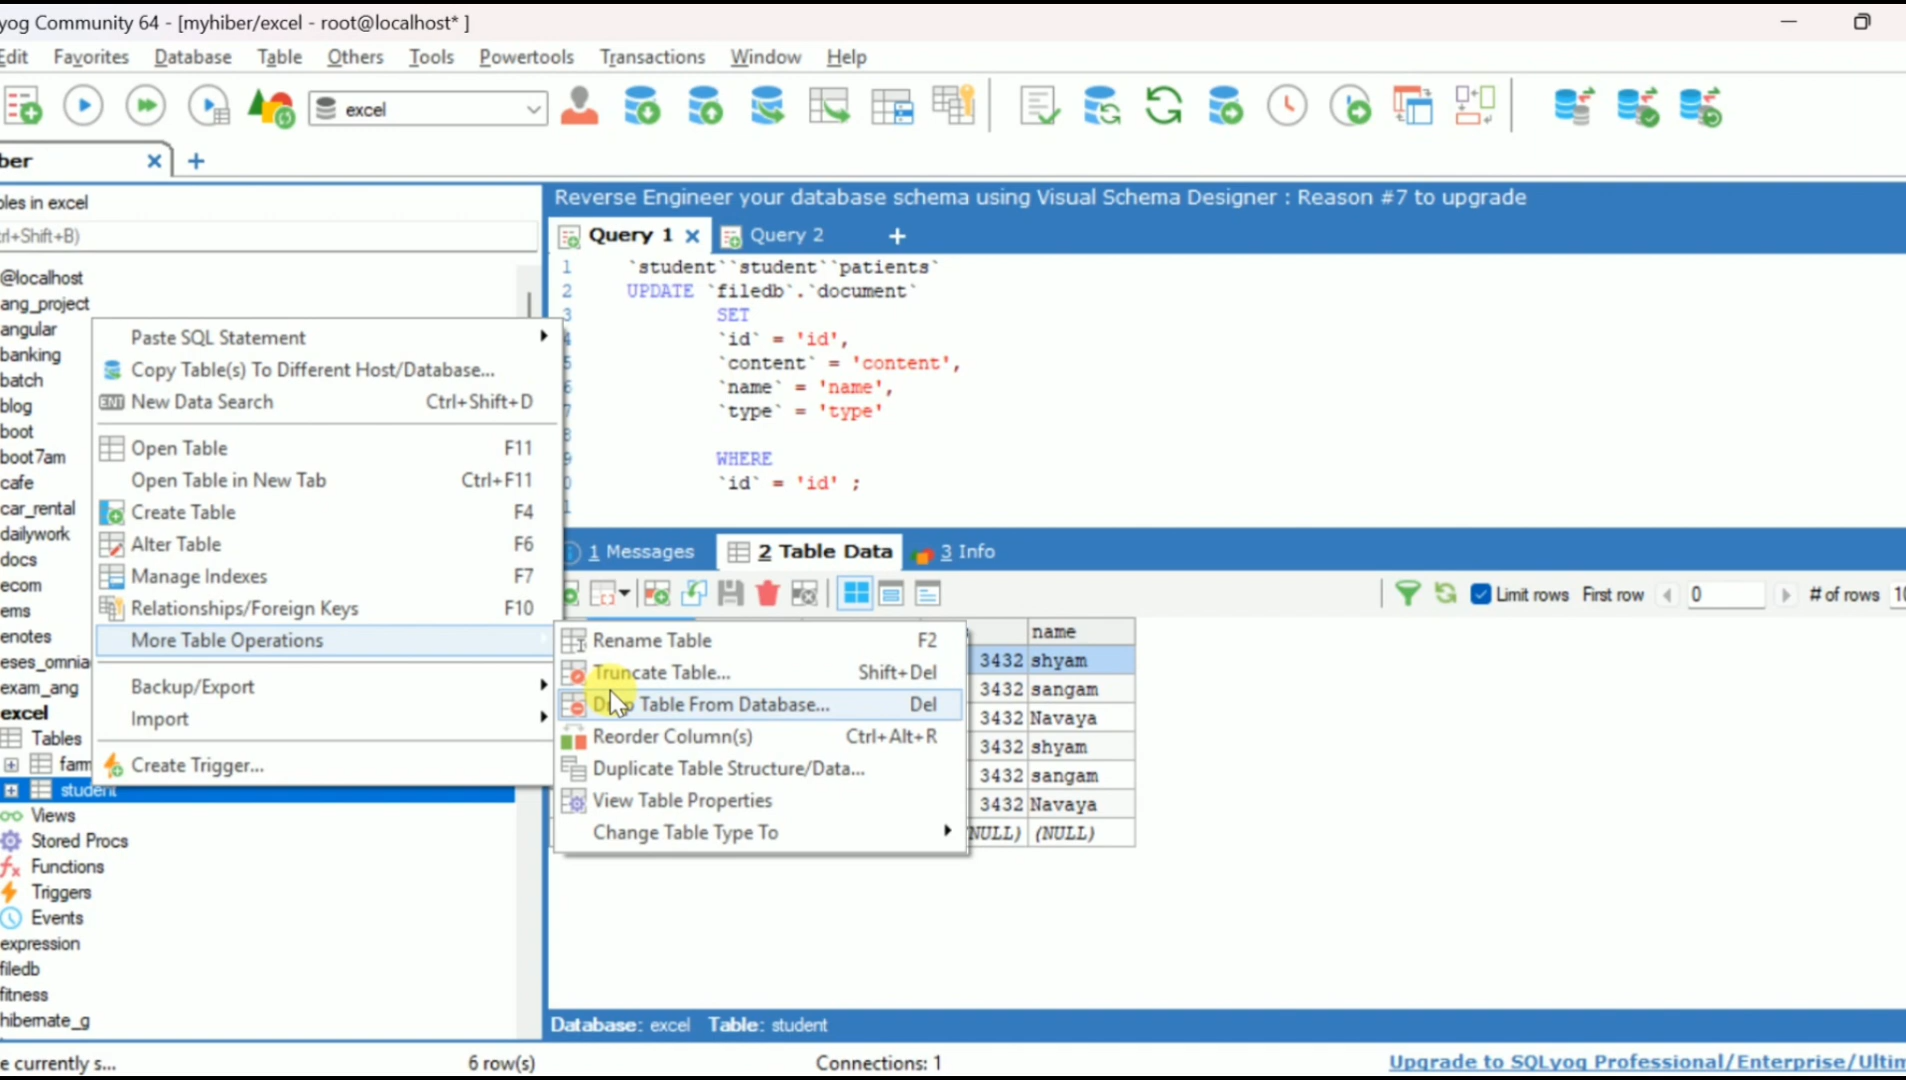 yog Community 64 - [myhiber/excel - root@localhost* ]
Edit Favorites Database Table Others Tools Powertools Transactions Window Help
excel
ber
Reverse Engineer your database schema using Visual Schema Designer : Reason #7 to upgrade
bles in excel
rl+Shift+B)
Query 1
Query 2
1 `student``student``patients`
2 UPDATE `filedb`.`document`
3 SET
`id` = 'id',
`content` = 'content',
`name` = 'name',
`type` = 'type'
WHERE
`id` = 'id' ;
@localhost
ang_project
angular
banking
batch
blog
boot
boot7am
cafe
car_rental
dailywork
docs
ecom
ems
enotes
eses_omnia
exam_ang
excel
Tables
farm
student
Views
Stored Procs
Functions
Triggers
Events
expression
filedb
fitness
hibernate_g
Paste SQL Statement
Copy Table(s) To Different Host/Database...
New Data Search Ctrl+Shift+D
Open Table F11
Open Table in New Tab Ctrl+F11
Create Table F4
Alter Table F6
Manage Indexes F7
Relationships/Foreign Keys F10
More Table Operations
Backup/Export
Import
Create Trigger...
1 Messages 2 Table Data 3 Info
Limit rows First row 0 # of rows 10
Rename Table F2
Truncate Table... Shift+Del
Table From Database... Del
Reorder Column(s) Ctrl+Alt+R
Duplicate Table Structure/Data...
View Table Properties
Change Table Type To
name
3432 shyam
3432 sangam
3432 Navaya
3432 shyam
3432 sangam
3432 Navaya
NULL) (NULL)
Database: excel Table: student
e currently s... 6 row(s) Connections: 1 Upgrade to SQLyog Professional/Enterprise/Ultim